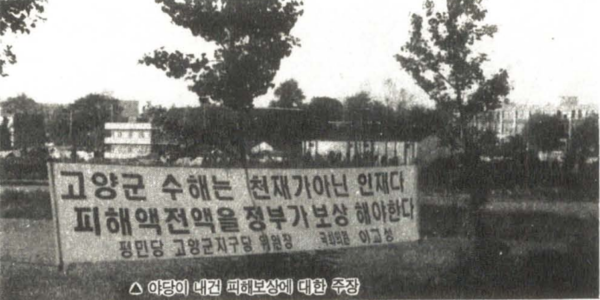 고양군 수해는 천재가아닌 인재다
피해액전액을 정부가보상 해야한다
평민당 고양군지구당 위원장 국회의원 이교성
△ 야당이 내건 피해보상에 대한 주장